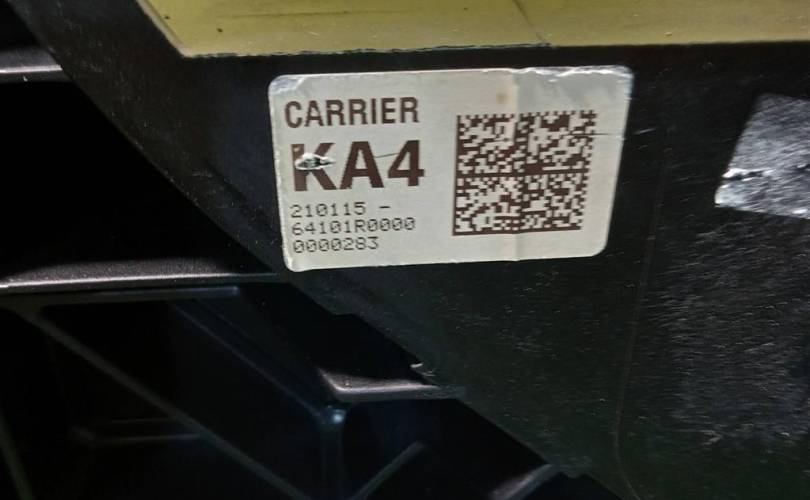 CARRIER
KA4
210115 -
64101R0000
0000283